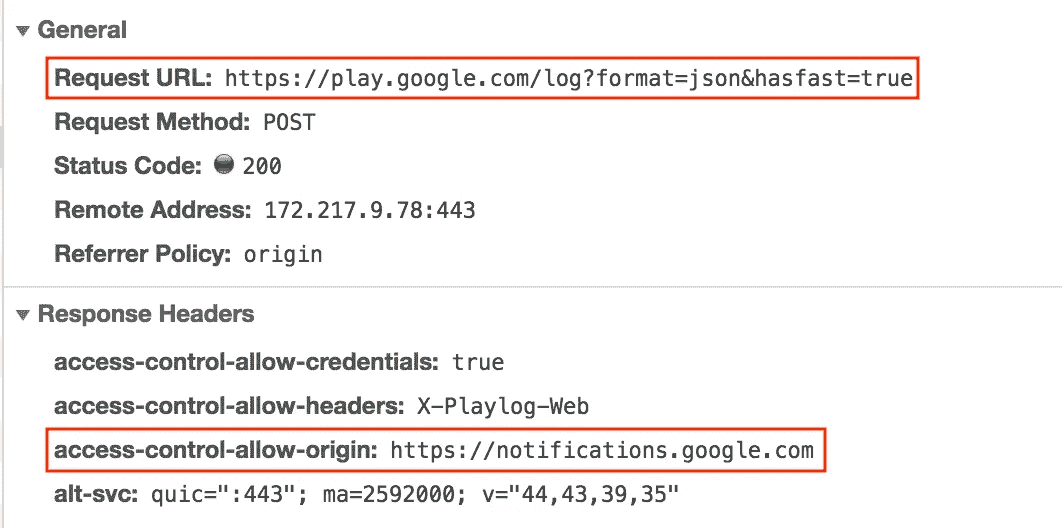 General
Request URL: https://play.google.com/log?format=json&hasfast=true
Request Method: POST
Status Code: 200
Remote Address: 172.217.9.78:443
Referrer Policy: origin
Response Headers
access-control-allow-credentials: true
access-control-allow-headers: X-Playlog-Web
access-control-allow-origin: https://notifications.google.com
alt-svc: quic=":443"; ma=2592000; v="44,43,39,35"